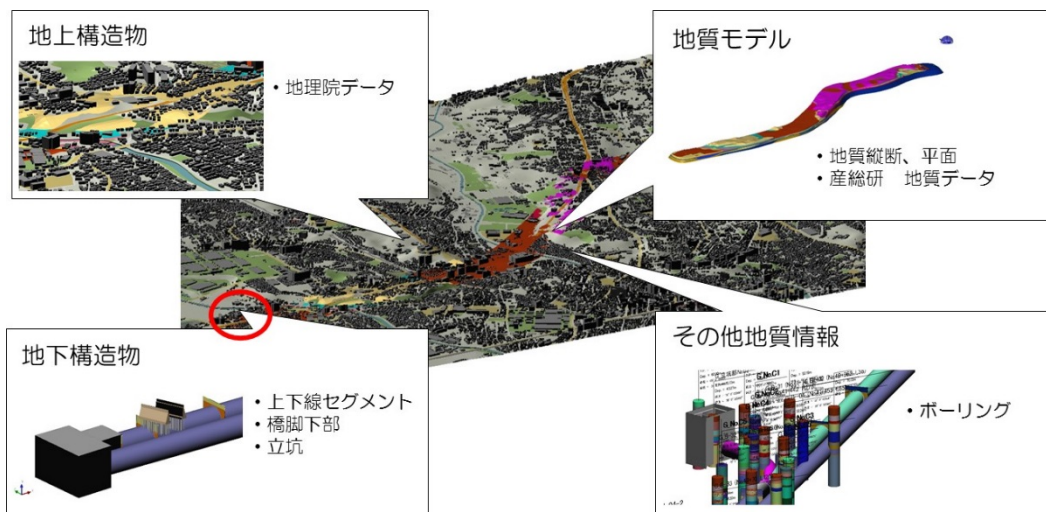 地上構造物
・地理院データ
地質モデル
・地質縦断、平面
・産総研　地質データ
地下構造物
・上下線セグメント
・橋脚下部
・立坑
その他地質情報
G.NoC1
・ボーリング